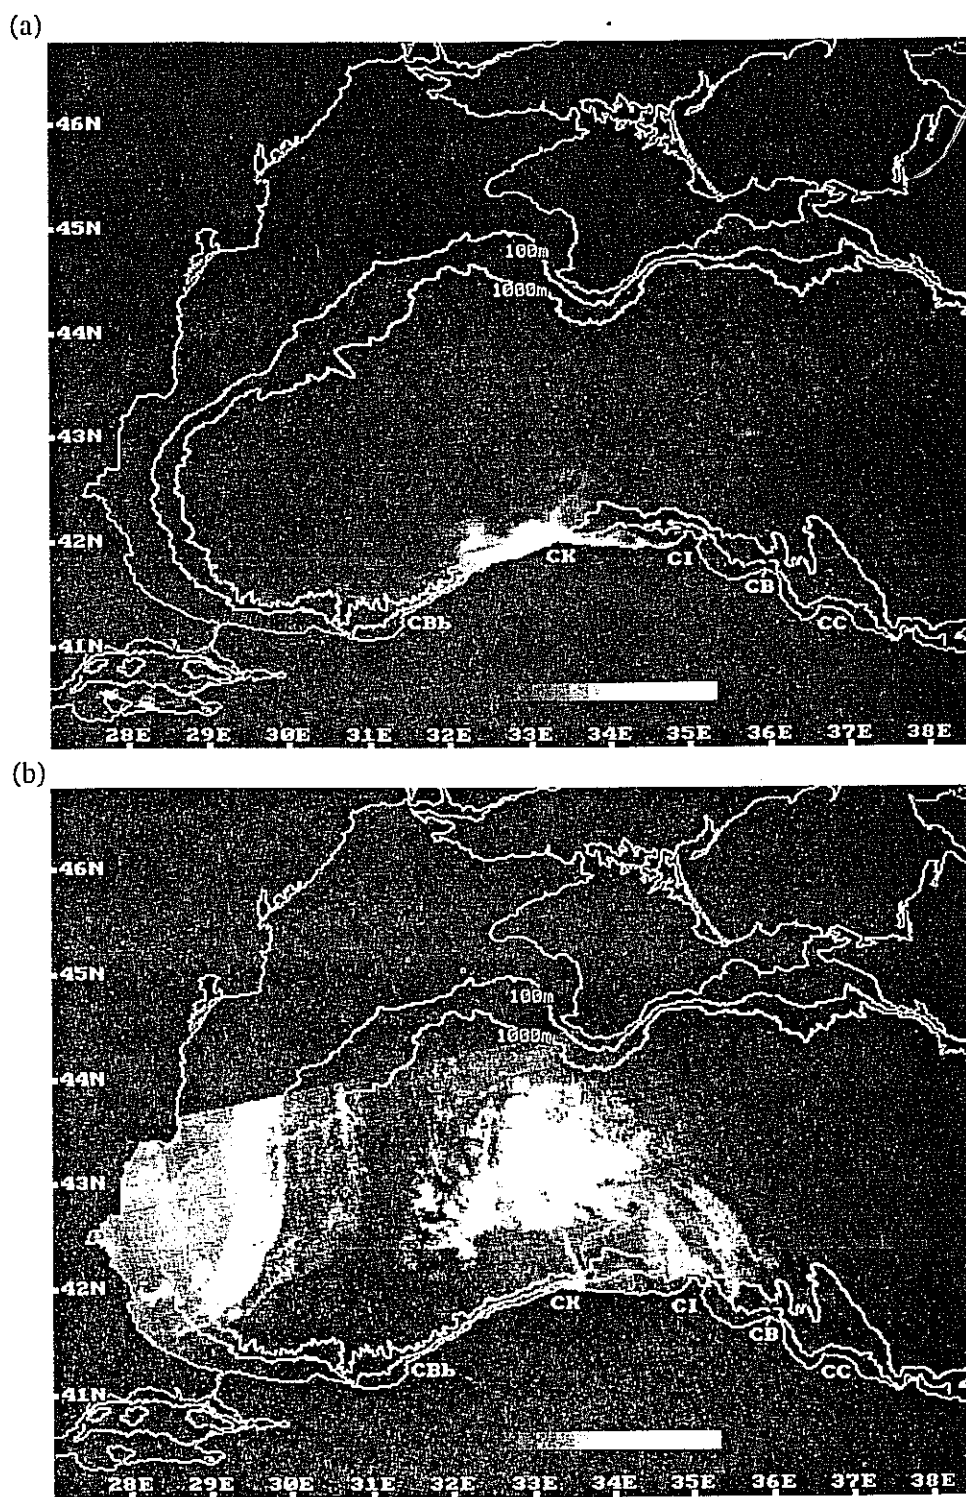 (a)
46N
45N
100m
1000m
44N
43N
42N
CK
CI
CB
CBb
CC
41N
28E 29E 30E 31E 32E 33E 34E 35E 36E 37E 38E
(b)
46N
45N
100m
1000m
44N
43N
42N
CK
CI
CB
CBb
CC
41N
28E 29E 30E 31E 32E 33E 34E 35E 36E 37E 38E